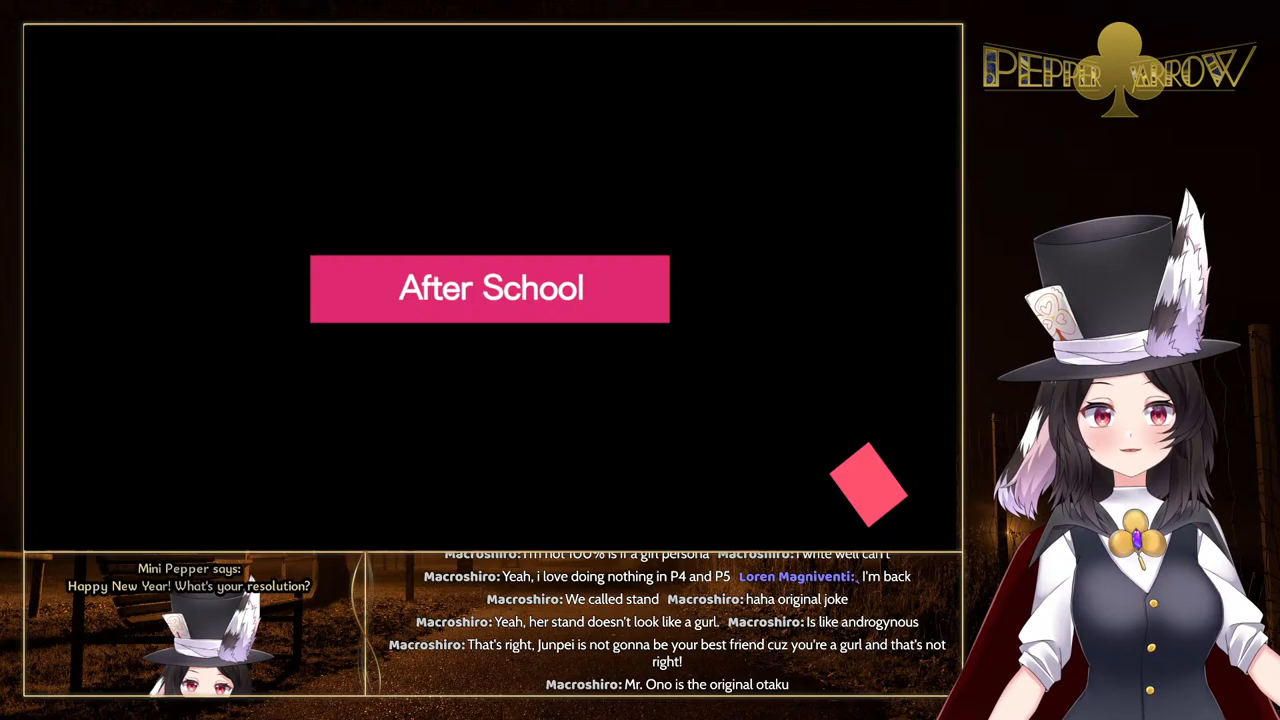 PEPPER ARROW
After School
Mini Pepper says:
Happy New Year! What's your resolution?
Macroshiro: I'm not 100% is if a girl persona Macroshiro: I write well can't
Macroshiro: Yeah, i love doing nothing in P4 and P5 Loren Magniventi: I'm back
Macroshiro: We called stand Macroshiro: haha original joke
Macroshiro: Yeah, her stand doesn't look like a gurl. Macroshiro: Is like androgynous
Macroshiro: That's right, Junpei is not gonna be your best friend cuz you're a gurl and that's not
right!
Macroshiro: Mr. Ono is the original otaku